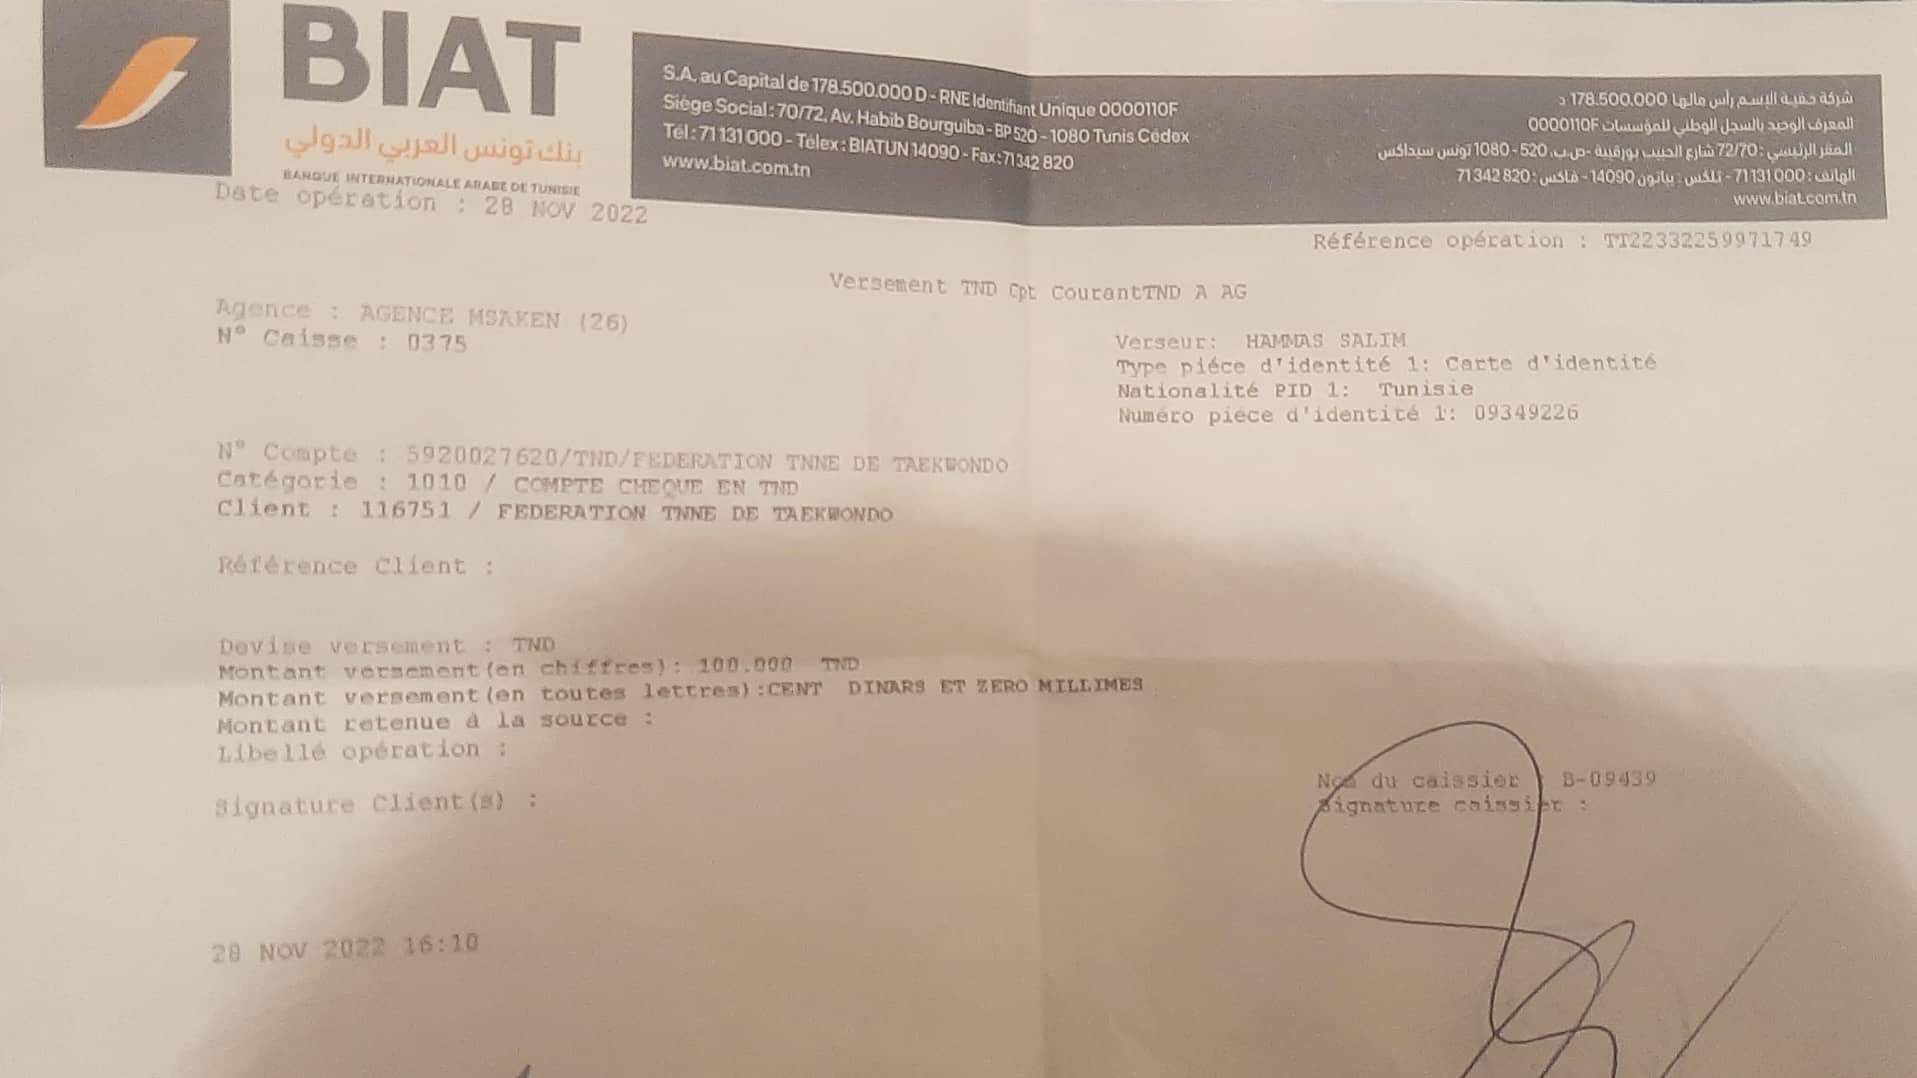 BIAT
بنك تونس العربي الدولي
BANQUE INTERNATIONALE ARABE DE TUNISIE
S.A. au Capital de 178.500.000 D - RNE Identifiant Unique 0000110F
Siège Social : 70/72, Av. Habib Bourguiba - BP 520 - 1080 Tunis Cédex
Tél : 71 131 000 - Télex : BIATUN 14090 - Fax : 71 342 820
www.biat.com.tn
شركة خفية الإسم رأس مالها 178.500.000 د
المعرف الوحيد بالسجل الوطني للمؤسسات 0000110F
المقر الرئيسي : 72/70 شارع الحبيب بورقيبة -ص.ب. 520 - 1080 تونس سيداكس
الهاتف : 71 131 000 - تلكس : بياتون 14090 - فاكس : 71 342 820
www.biat.com.tn
Date opération : 28 NOV 2022
Référence opération : TT22332259971749
Versement TND Cpt CourantTND A AG
Agence : AGENCE MSAKEN (26)
N° Caisse : 0375
Verseur: HAMMAS SALIM
Type piéce d'identité 1: Carte d'identité
Nationalité PID 1: Tunisie
Numéro piéce d'identité 1: 09349226
N° Compte : 5920027620/TND/FEDERATION TNNE DE TAEKWONDO
Catégorie : 1010 / COMPTE CHEQUE EN TND
Client : 116751 / FEDERATION TNNE DE TAEKWONDO
Référence Client :
Devise versement : TND
Montant versement(en chiffres): 100.000 TND
Montant versement(en toutes lettres):CENT DINARS ET ZERO MILLIMES
Montant retenue à la source :
Libellé opération :
Signature Client(s) :
Nom du caissier : B-09439
Signature caissier :
28 NOV 2022 16:10